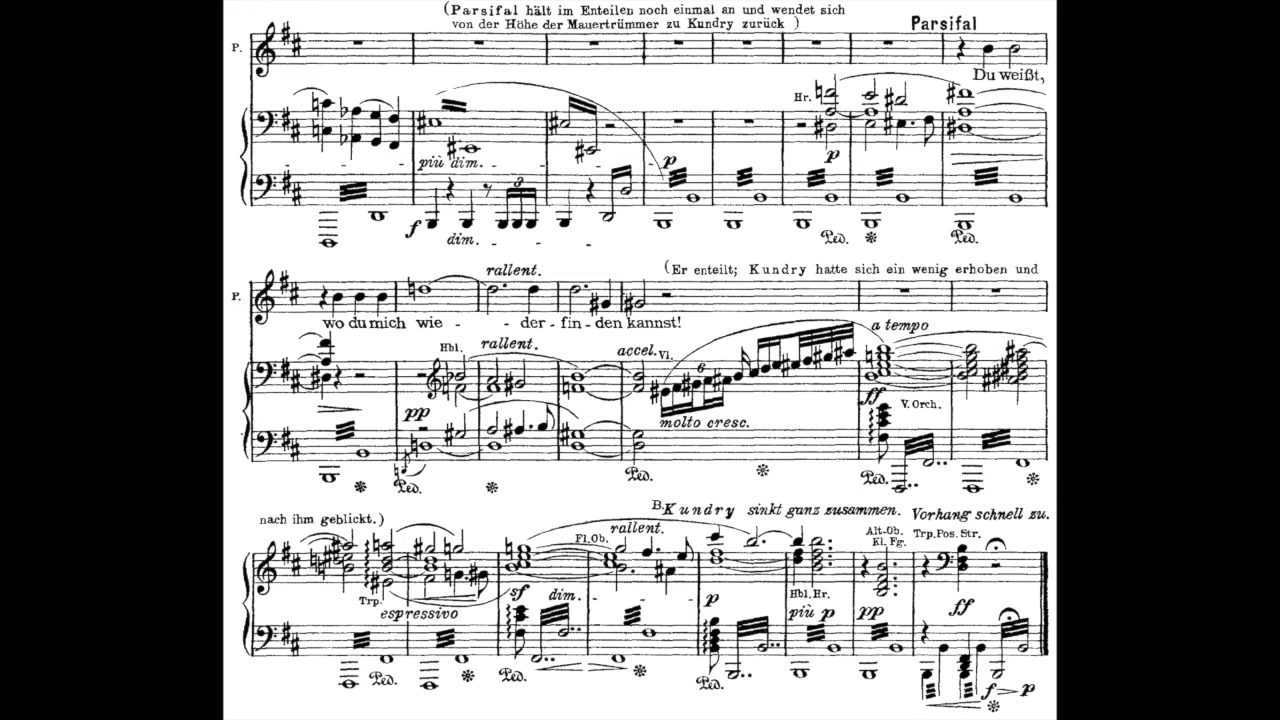 (Parsifal hält im Enteilen noch einmal an und wendet sich
von der Höhe der Mauertrümmer zu Kundry zurück )
Parsifal
P.
Du weißt,
Hr.
più dim.
p
p
3
f
dim.
Ped.
Ped.
rallent.
(Er enteilt; Kundry hatte sich ein wenig erhoben und
P.
wo du mich wie - - der - fin - den kannst!
a tempo
Hbl.
rallent.
accel.
Vl.
6
pp
molto cresc.
ff
V. Orch.
Ped.
Ped.
Ped.
nach ihm geblickt.)
B. Kundry sinkt ganz zusammen. Vorhang schnell zu.
rallent.
Fl. Ob.
Alt-Ob.
Kl. Fg.
Trp. Pos. Str.
Trp.
espressivo
sf
dim.
p
Hbl. Hr.
più p
pp
ff
Ped.
Ped.
Ped.
f > p